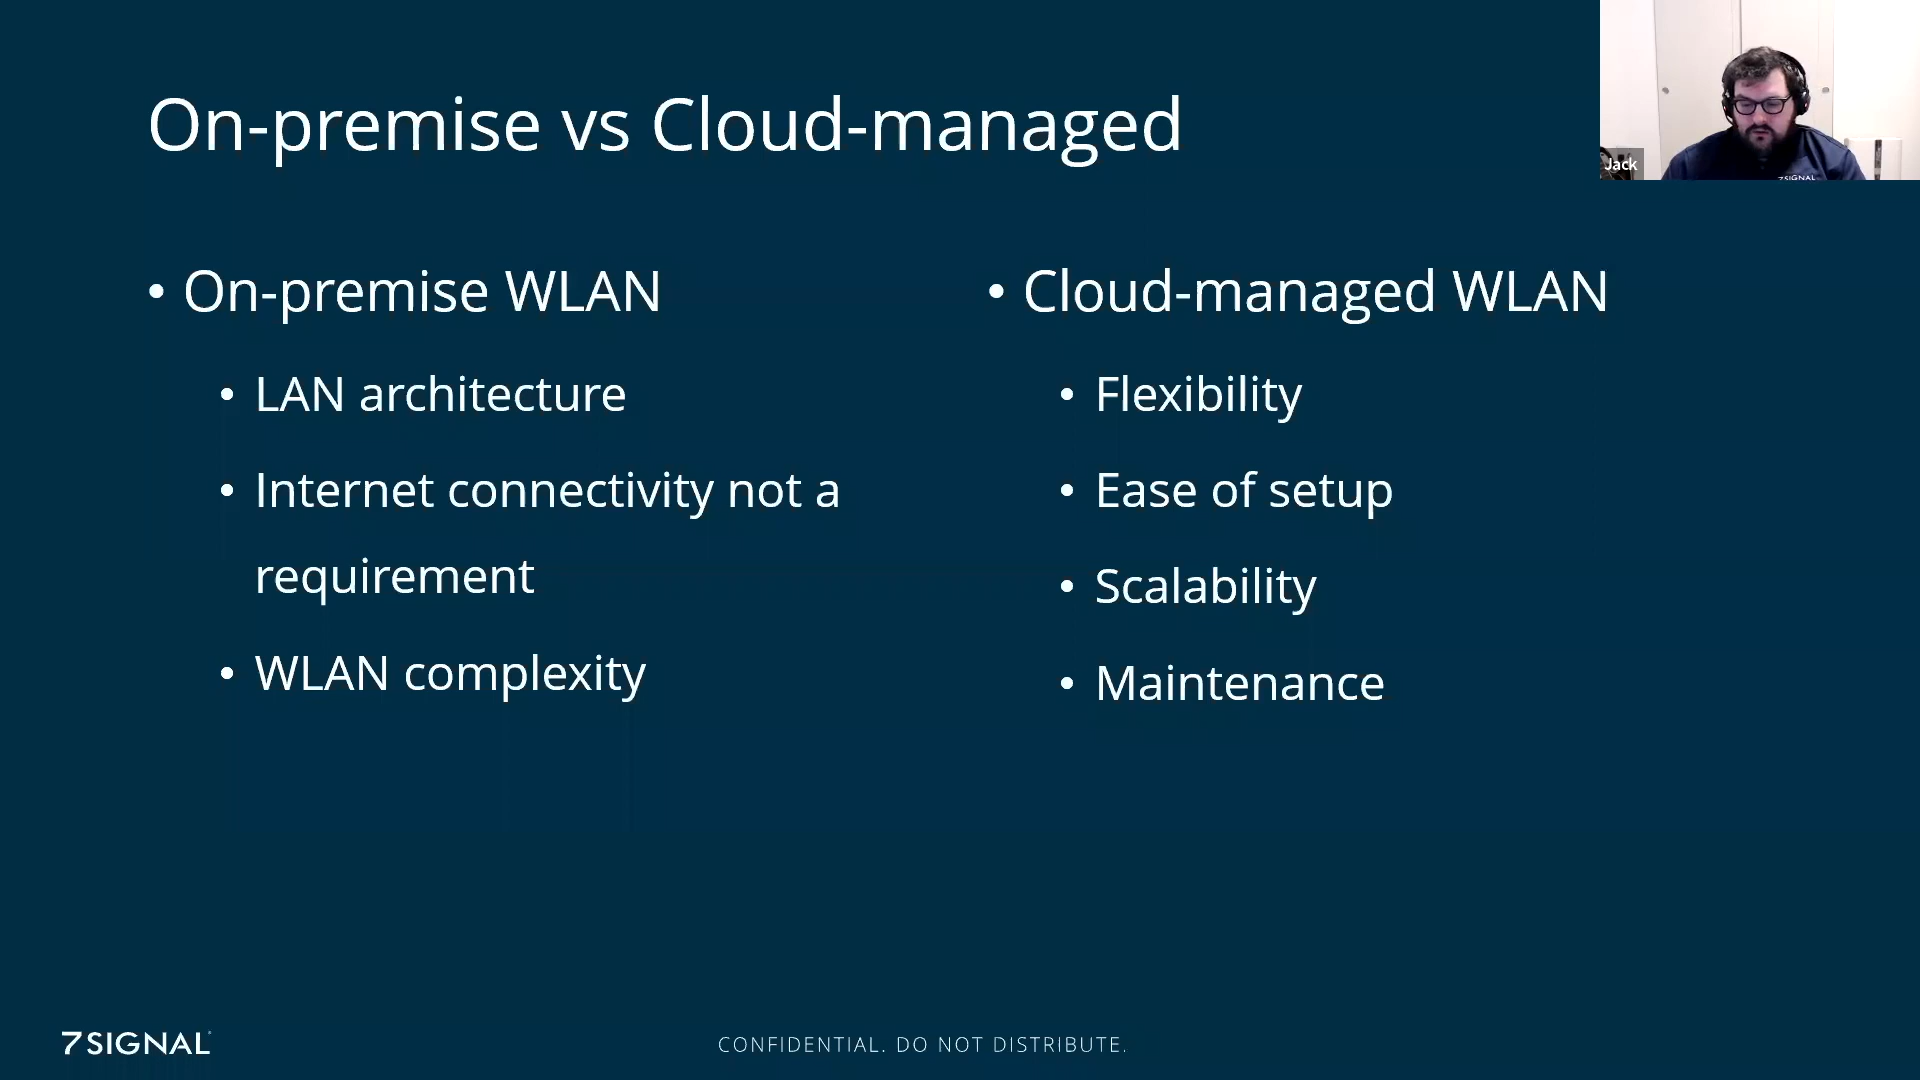 On-premise vs Cloud-managed
Jack
7SIGNAL
• On-premise WLAN
• LAN architecture
• Internet connectivity not a
requirement
• WLAN complexity
• Cloud-managed WLAN
• Flexibility
• Ease of setup
• Scalability
• Maintenance
7SIGNAL
CONFIDENTIAL. DO NOT DISTRIBUTE.